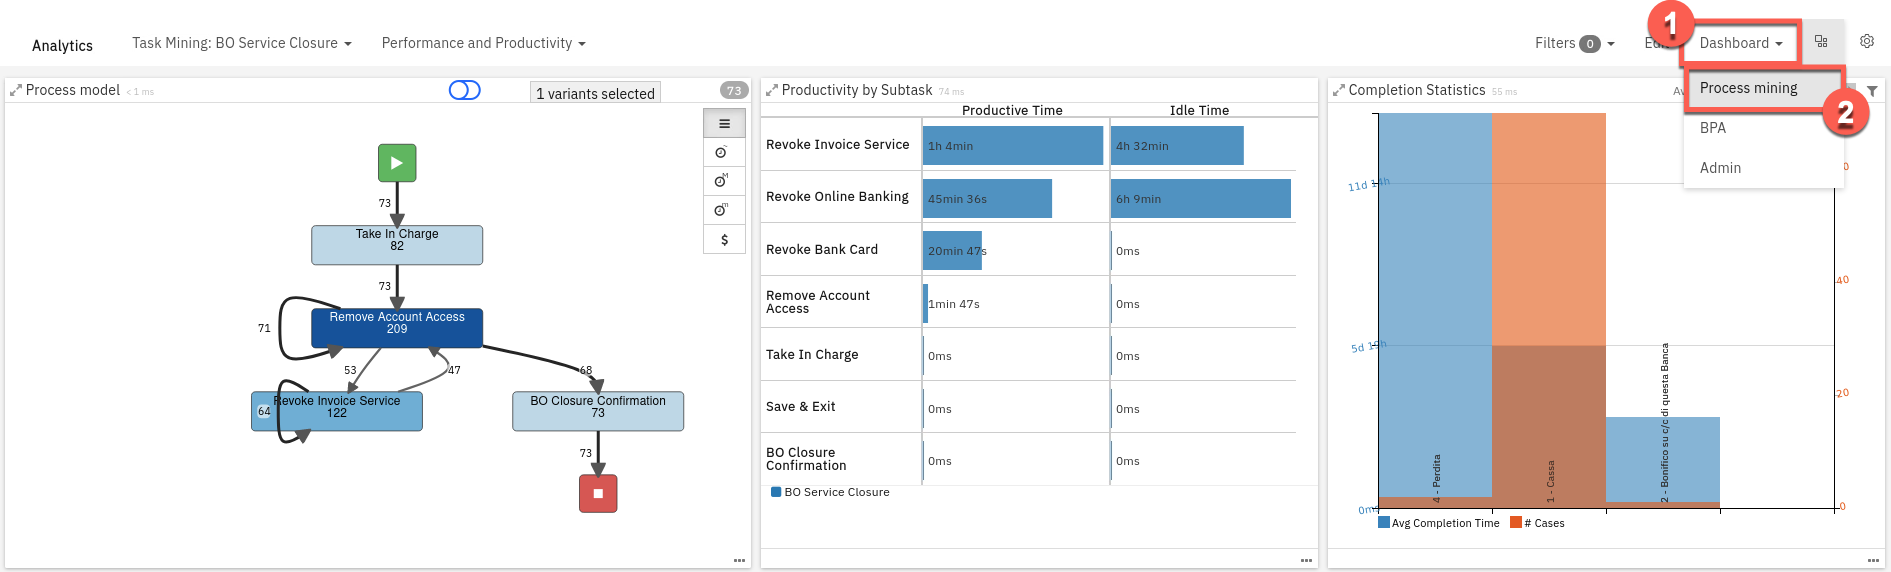 Analytics
Task Mining: BO Service Closure
Performance and Productivity
Filters 0
Dashboard
1
Process mining
2
BPA
Admin
Process model < 1 ms
1 variants selected
73
M
m
$
73
Take In Charge
82
73
Remove Account Access
209
71
53
47
68
Revoke Invoice Service
122
64
BO Closure Confirmation
73
73
Productivity by Subtask 74 ms
Productive Time
Idle Time
Revoke Invoice Service
1h 4min
4h 32min
Revoke Online Banking
45min 36s
6h 9min
Revoke Bank Card
20min 47s
0ms
Remove Account
Access
1min 47s
0ms
Take In Charge
0ms
0ms
Save & Exit
0ms
0ms
BO Closure
Confirmation
0ms
0ms
BO Service Closure
Completion Statistics 55 ms
11d 14h
5d 19h
0ms
40
20
0
4 - Perdita
1 - Cassa
2 - Bonifico su c/c di questa Banca
Avg Completion Time
# Cases